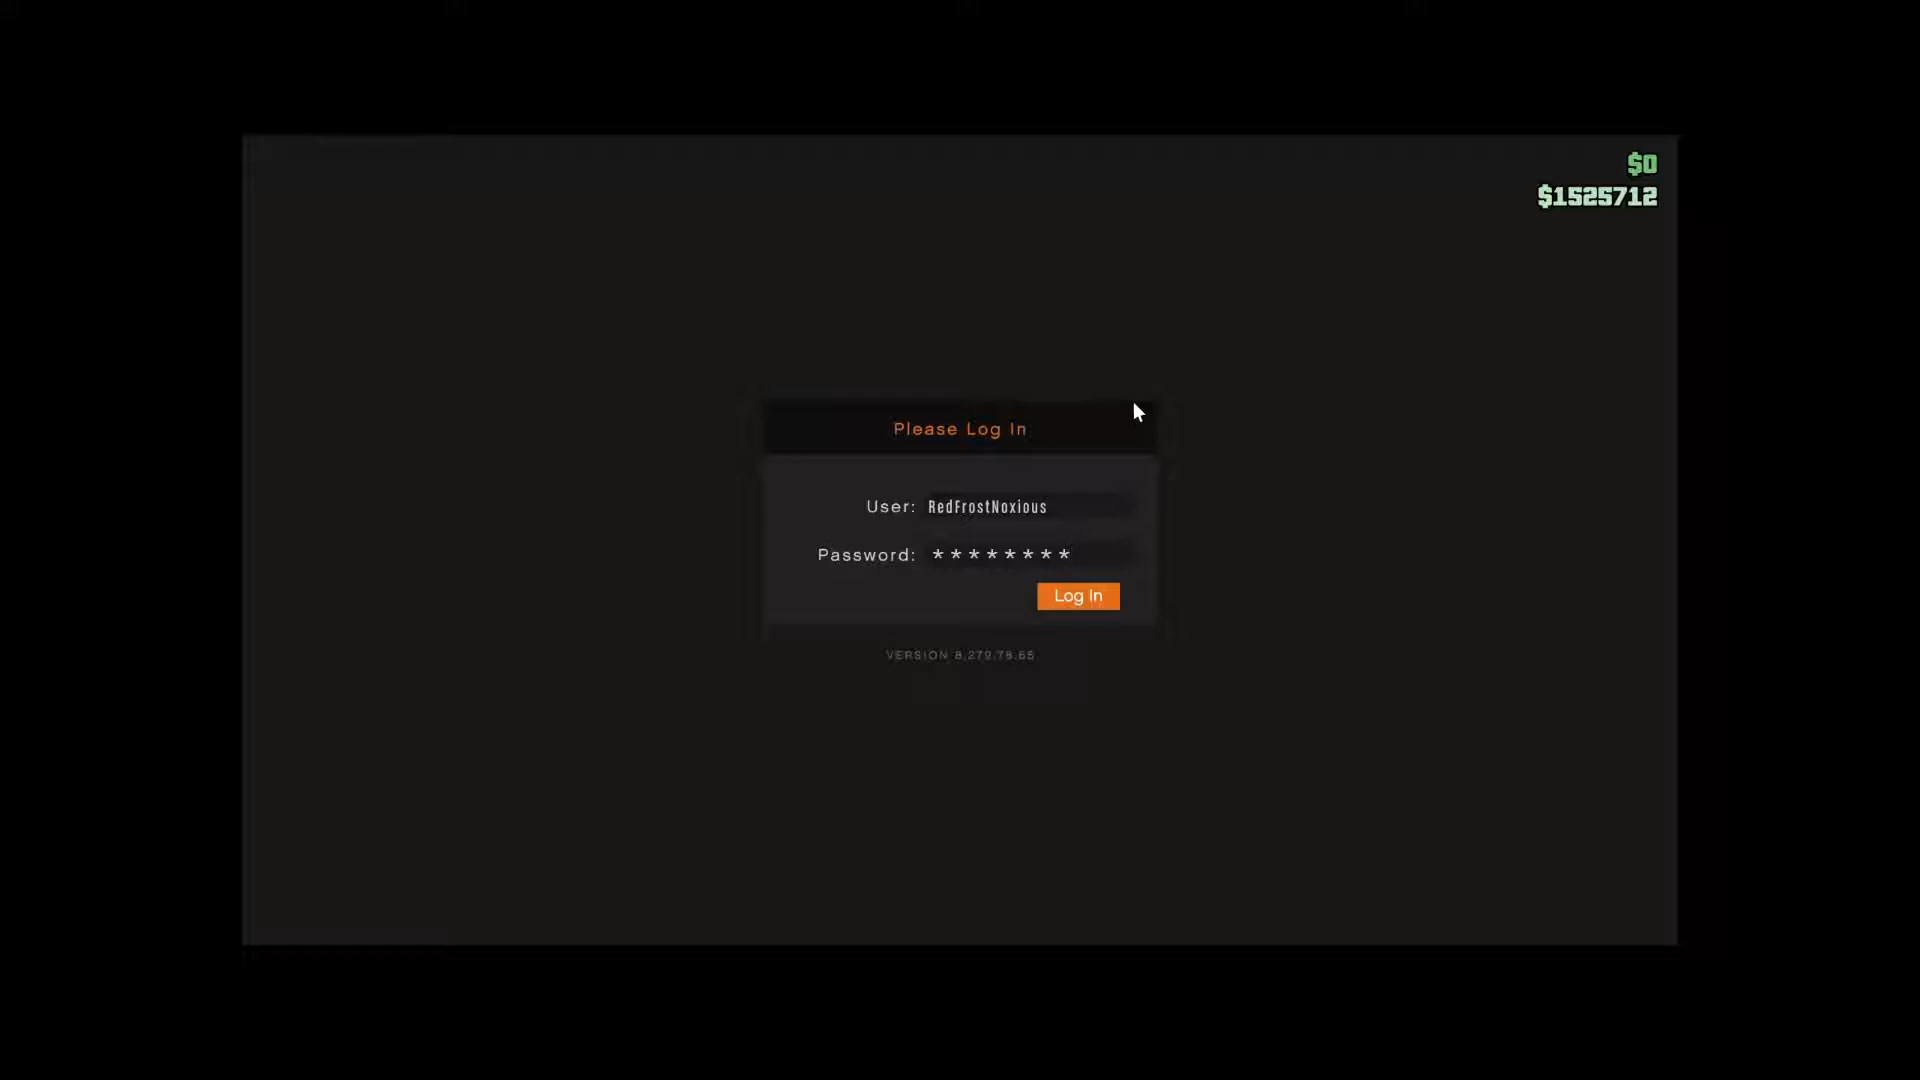 $0
$1525712
Please Log In
User: RedFrostNoxious
Password: ********
Log In
VERSION 8.279.78.65